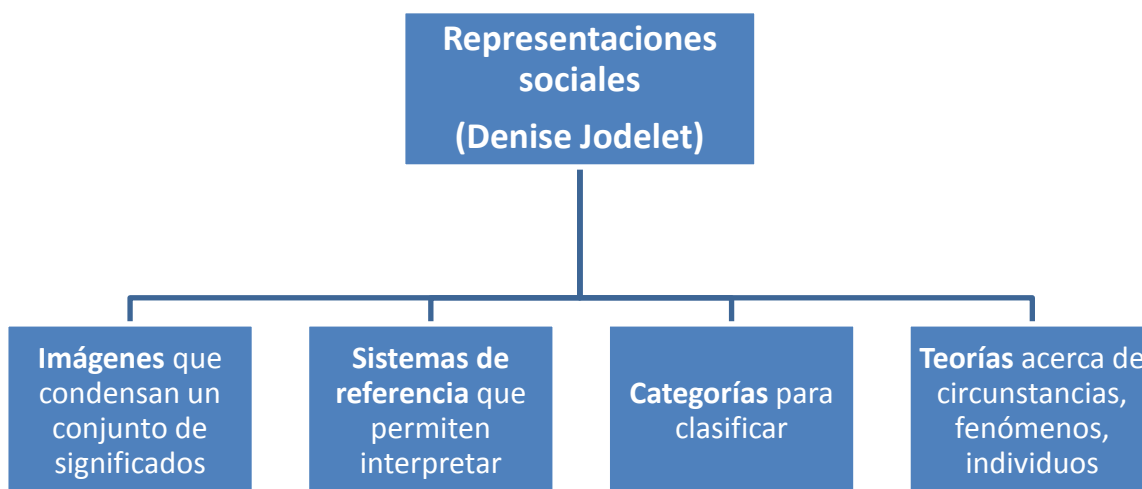 Representaciones
sociales
(Denise Jodelet)
Imágenes que
condensan un
conjunto de
significados
Sistemas de
referencia que
permiten
interpretar
Categorías para
clasificar
Teorías acerca de
circunstancias,
fenómenos,
individuos